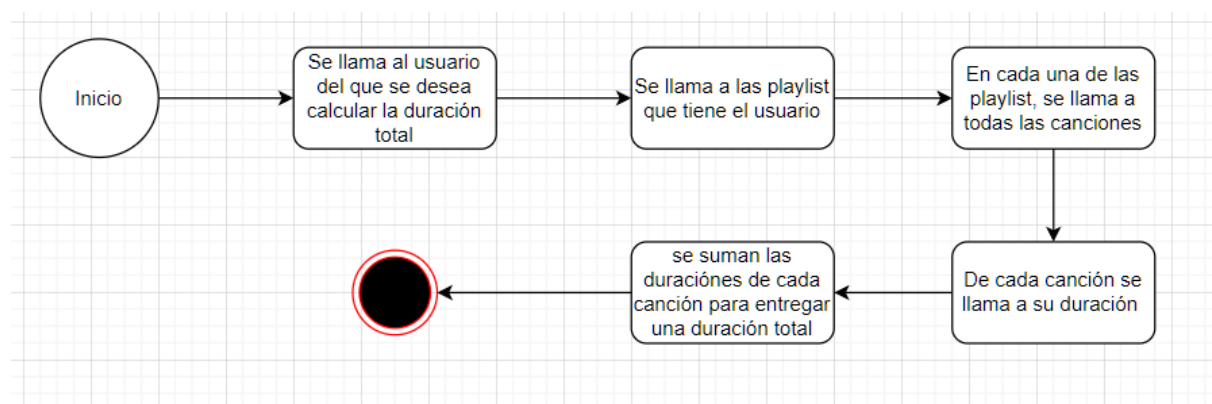 Inicio
Se llama al usuario
del que se desea
calcular la duración
total
Se llama a las playlist
que tiene el usuario
En cada una de las
playlist, se llama a
todas las canciones
De cada canción se
llama a su duración
se suman las
duraciónes de cada
canción para entregar
una duración total